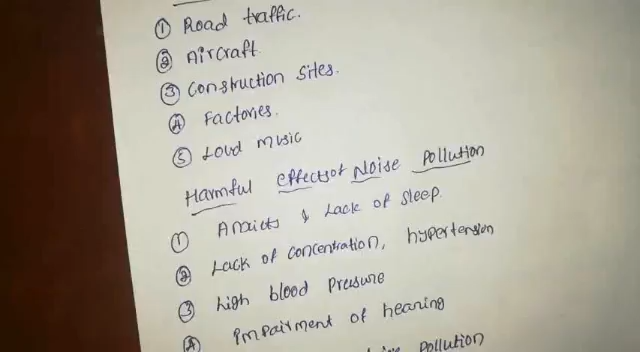 ① Road traffic.
② Aircraft.
③ Construction Sites.
④ Factories.
⑤ Loud music
Harmful effects of Noise Pollution
① Anxiets & Lack of sleep.
② Lack of concentration, hypertension
③ high blood Pressure
④ Impairment of hearing
Pollution